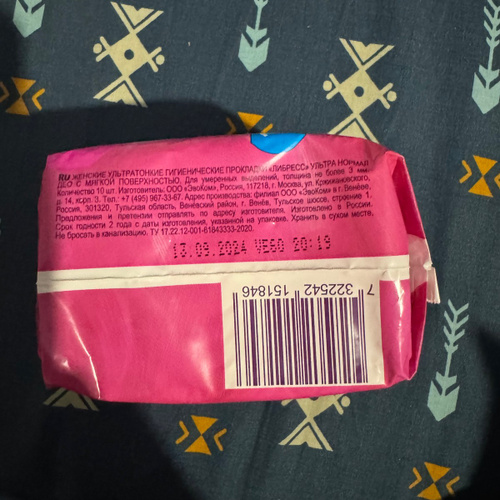 RU ЖЕНСКИЕ УЛЬТРАТОНКИЕ ГИГИЕНИЧЕСКИЕ ПРОКЛАДКИ «ЛИБРЕСС» УЛЬТРА НОРМАЛ
ДЕО С МЯГКОЙ ПОВЕРХНОСТЬЮ. Для умеренных выделений, толщина не более 3 мм.
Количество 10 шт. Изготовитель: ООО «ЭвоКом», Россия, 117218, г. Москва, ул. Кржижановского,
д. 14, корп. 3. Тел.: +7 (495) 967-33-67. Адрес производства: филиал ООО «ЭвоКом» в г. Венёве,
Россия, 301320, Тульская область, Венёвский район, г. Венёв, Тульское шоссе, строение 1.
Предложения и претензии отправлять по адресу изготовителя. Изготовлено в России.
Срок годности 2 года с даты изготовления, указанной на упаковке. Хранить в сухом месте.
Не бросать в канализацию. ТУ 17.22.12-001-61843333-2020.
13.09.2024 VE60 20:19
7 322542 151846